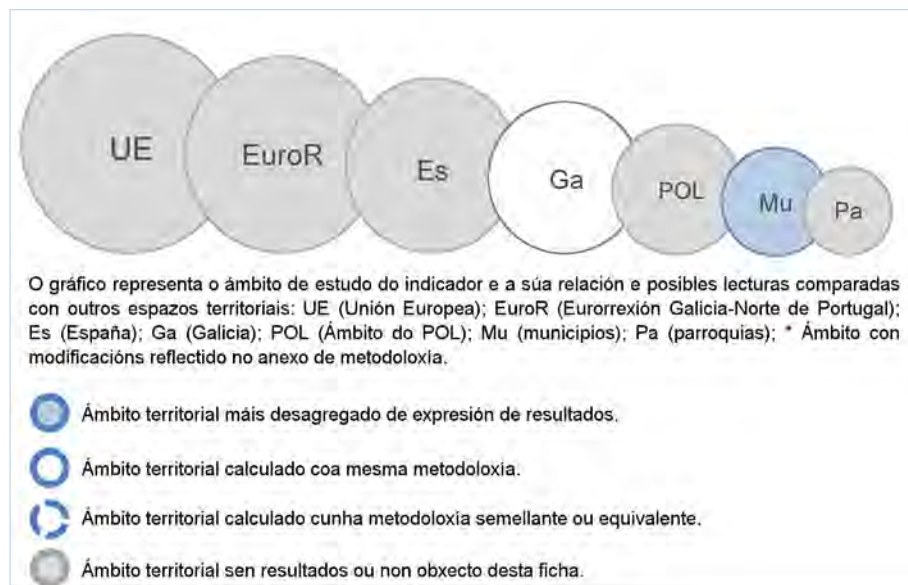 UE
EuroR
Es
Ga
POL
Mu
Pa
O gráfico representa o ámbito de estudo do indicador e a súa relación e posibles lecturas comparadas
con outros espazos territoriais: UE (Unión Europea); EuroR (Eurorrexión Galicia-Norte de Portugal);
Es (España); Ga (Galicia); POL (Ámbito do POL); Mu (municipios); Pa (parroquias); * Ámbito con
modificacións reflectido no anexo de metodoloxia.
Ámbito territorial máis desagregado de expresión de resultados.
Ámbito territorial calculado coa mesma metodoloxia.
Ámbito territorial calculado cunha metodoloxia semellante ou equivalente.
Ámbito territorial sen resultados ou non obxecto desta ficha.